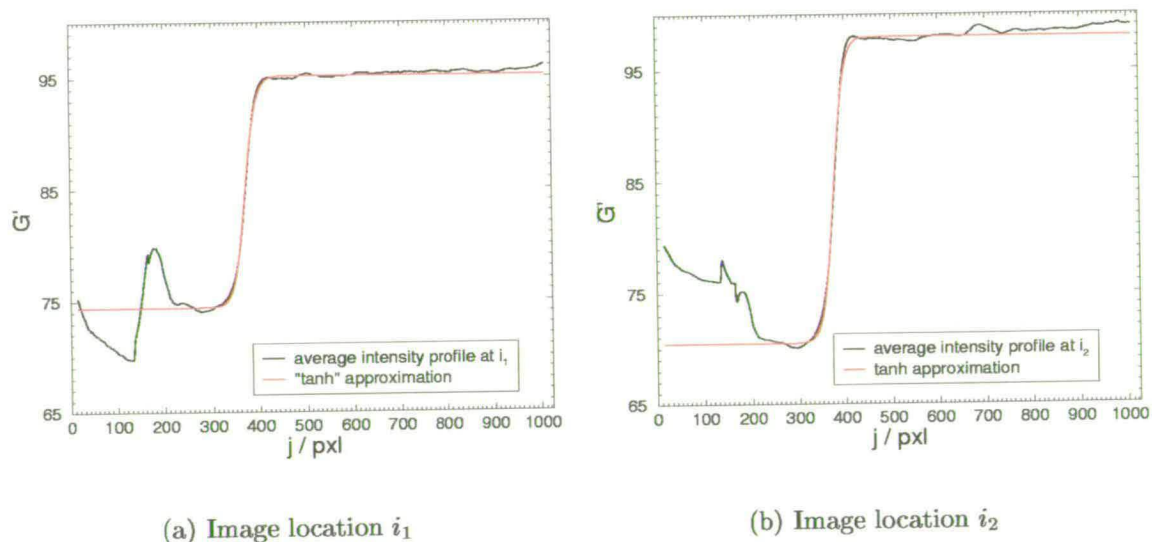 95
85
75
65
G'
0 100 200 300 400 500 600 700 800 900 1000
j / pxl
average intensity profile at i₁
"tanh" approximation
(a) Image location i₁
95
85
75
65
G'
0 100 200 300 400 500 600 700 800 900 1000
j / pxl
average intensity profile at i₂
tanh approximation
(b) Image location i₂